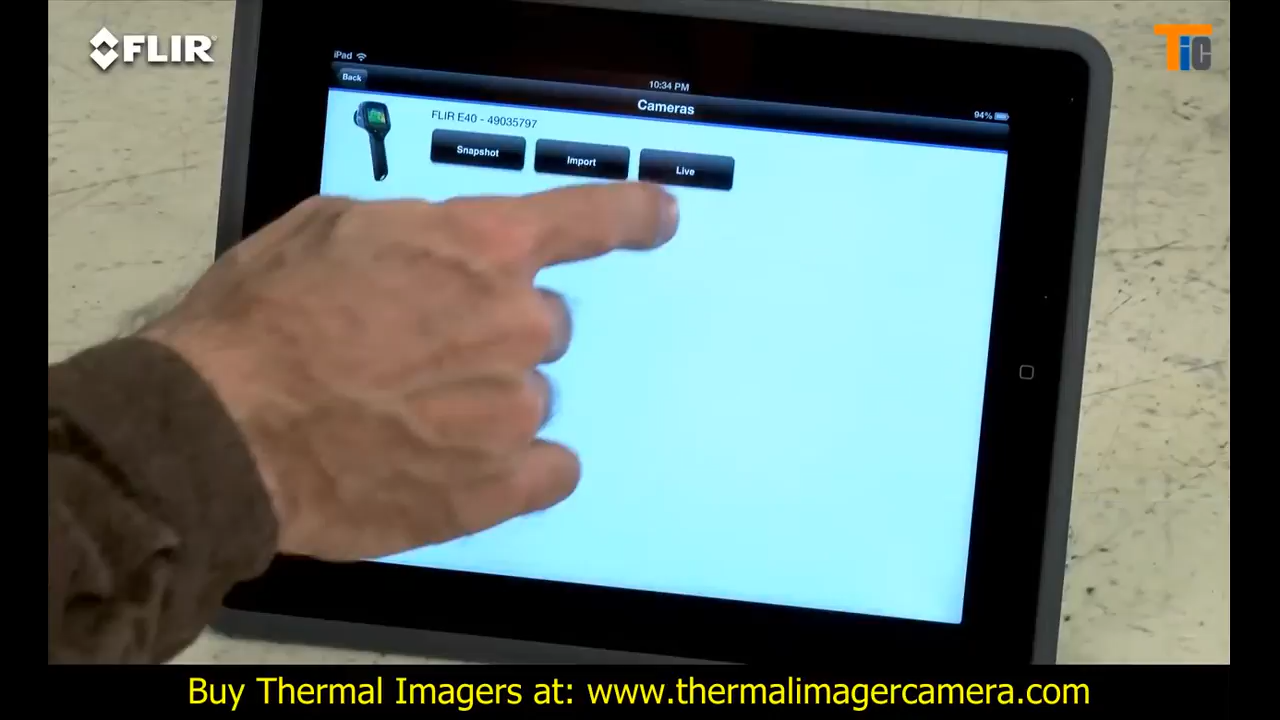 FLIR
TiC
iPad
10:34 PM
94%
Back
Cameras
FLIR E40 - 49035797
Snapshot
Import
Live
Buy Thermal Imagers at: www.thermalimagercamera.com